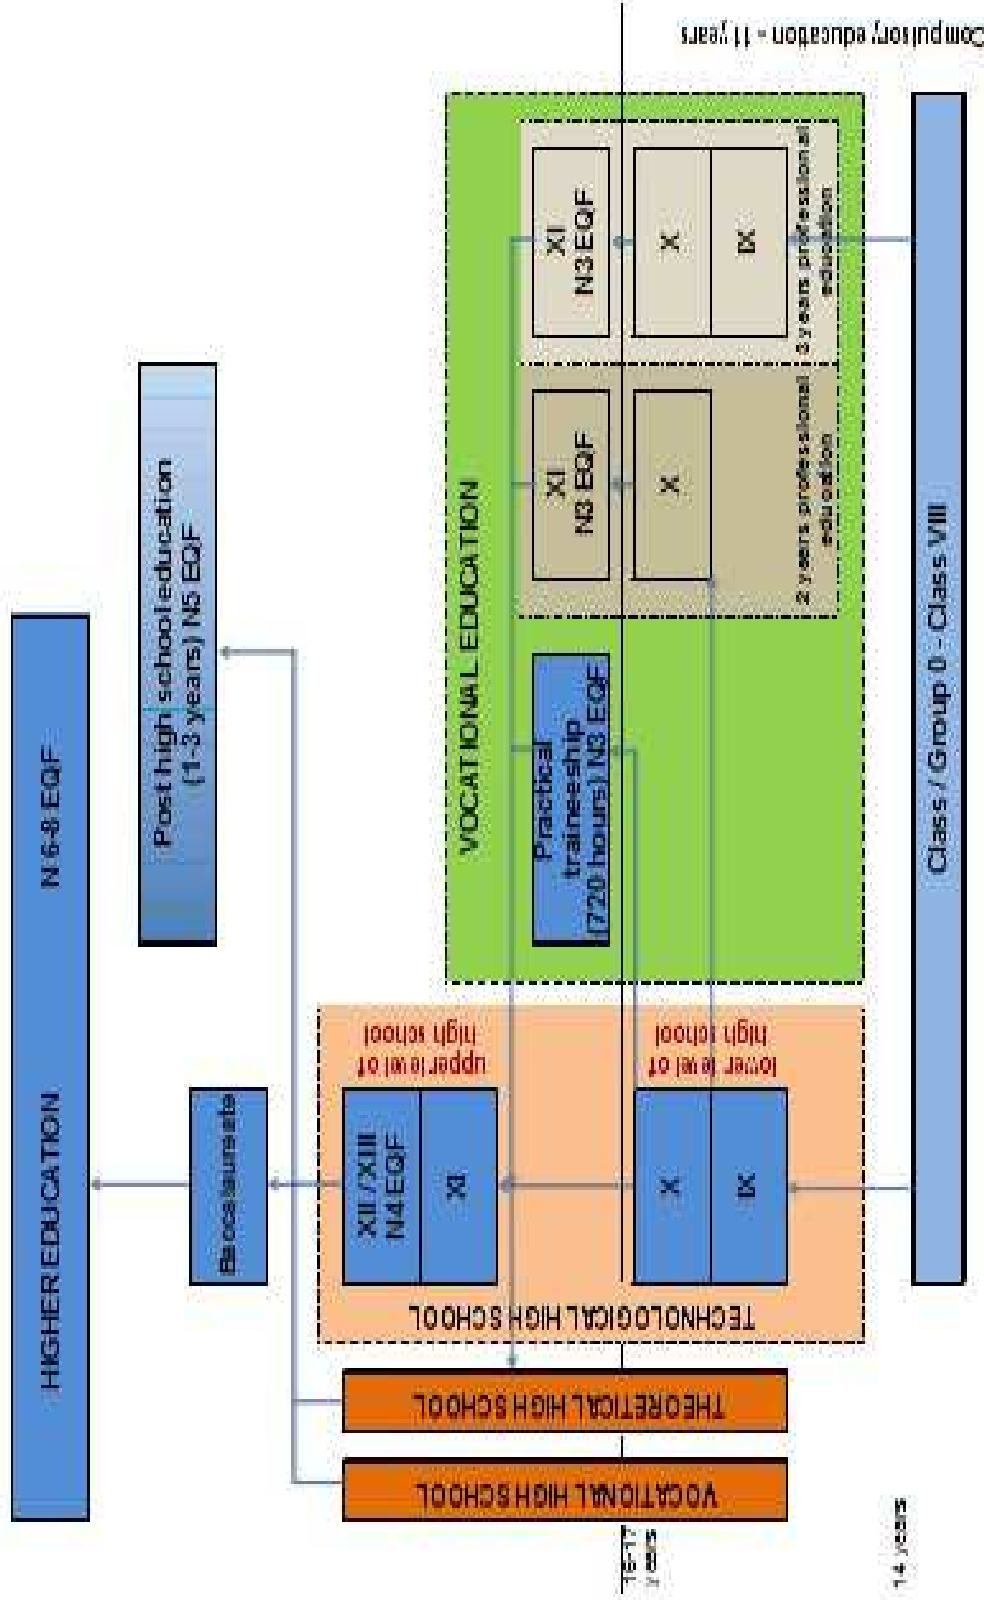 HIGHER EDUCATION N 6-8 EQF
Post high school education
(1-3 years) N5 EQF
Baccalaureate
VOCATIONAL HIGH SCHOOL
THEORETICAL HIGH SCHOOL
TECHNOLOGICAL HIGH SCHOOL
XII / XIII
N4 EQF
XI
upper level of
high school
X
IX
lower level of
high school
VOCATIONAL EDUCATION
Practical
traineeship
(720 hours) N3 EQF
XI
N3 EQF
X
2 years professional
education
XI
N3 EQF
X
IX
3 years professional
education
16-17
years
14 years
Compulsory education = 11 years
Class / Group 0 - Class VIII